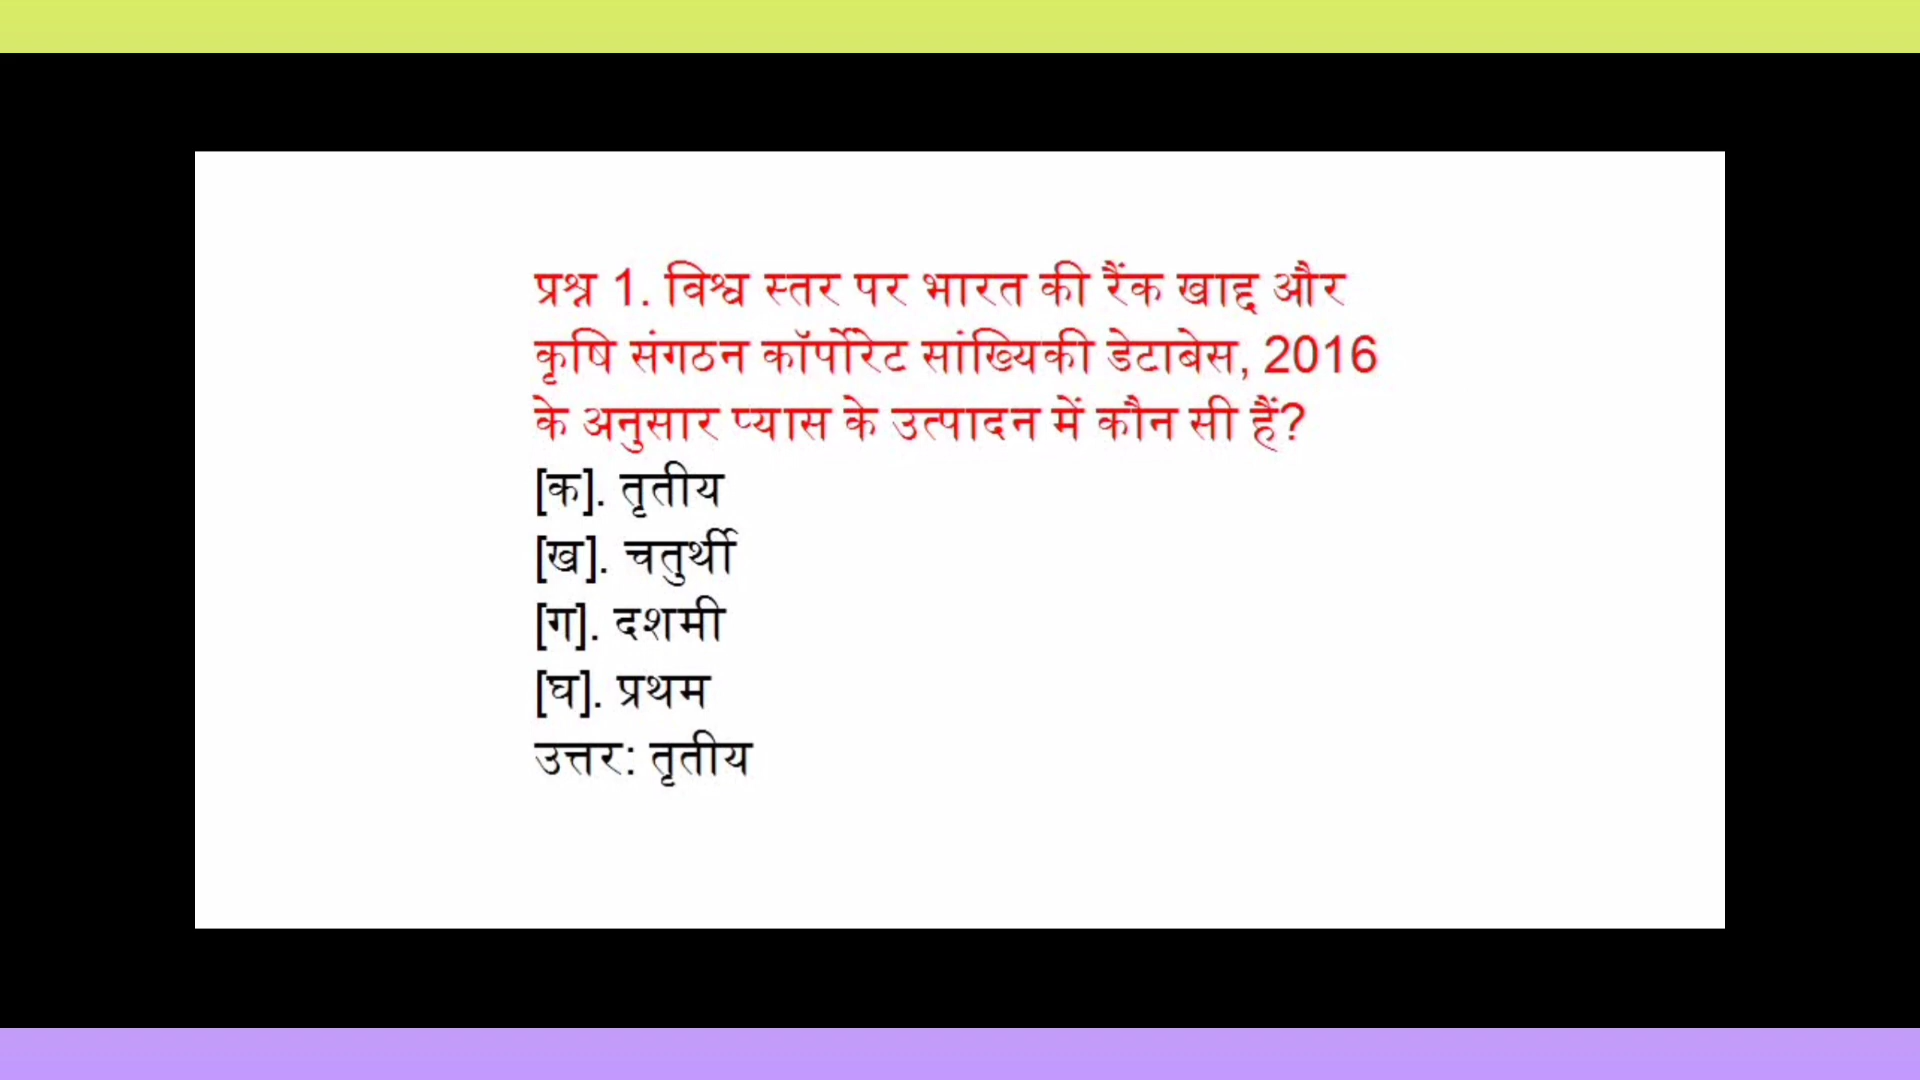 प्रश्न 1. विश्व स्तर पर भारत की रैंक खाद्द और
कृषि संगठन कॉर्पोरेट सांख्यिकी डेटाबेस, 2016
के अनुसार प्यास के उत्पादन में कौन सी हैं?
[क]. तृतीय
[ख]. चतुर्थी
[ग]. दशमी
[घ]. प्रथम
उत्तर: तृतीय